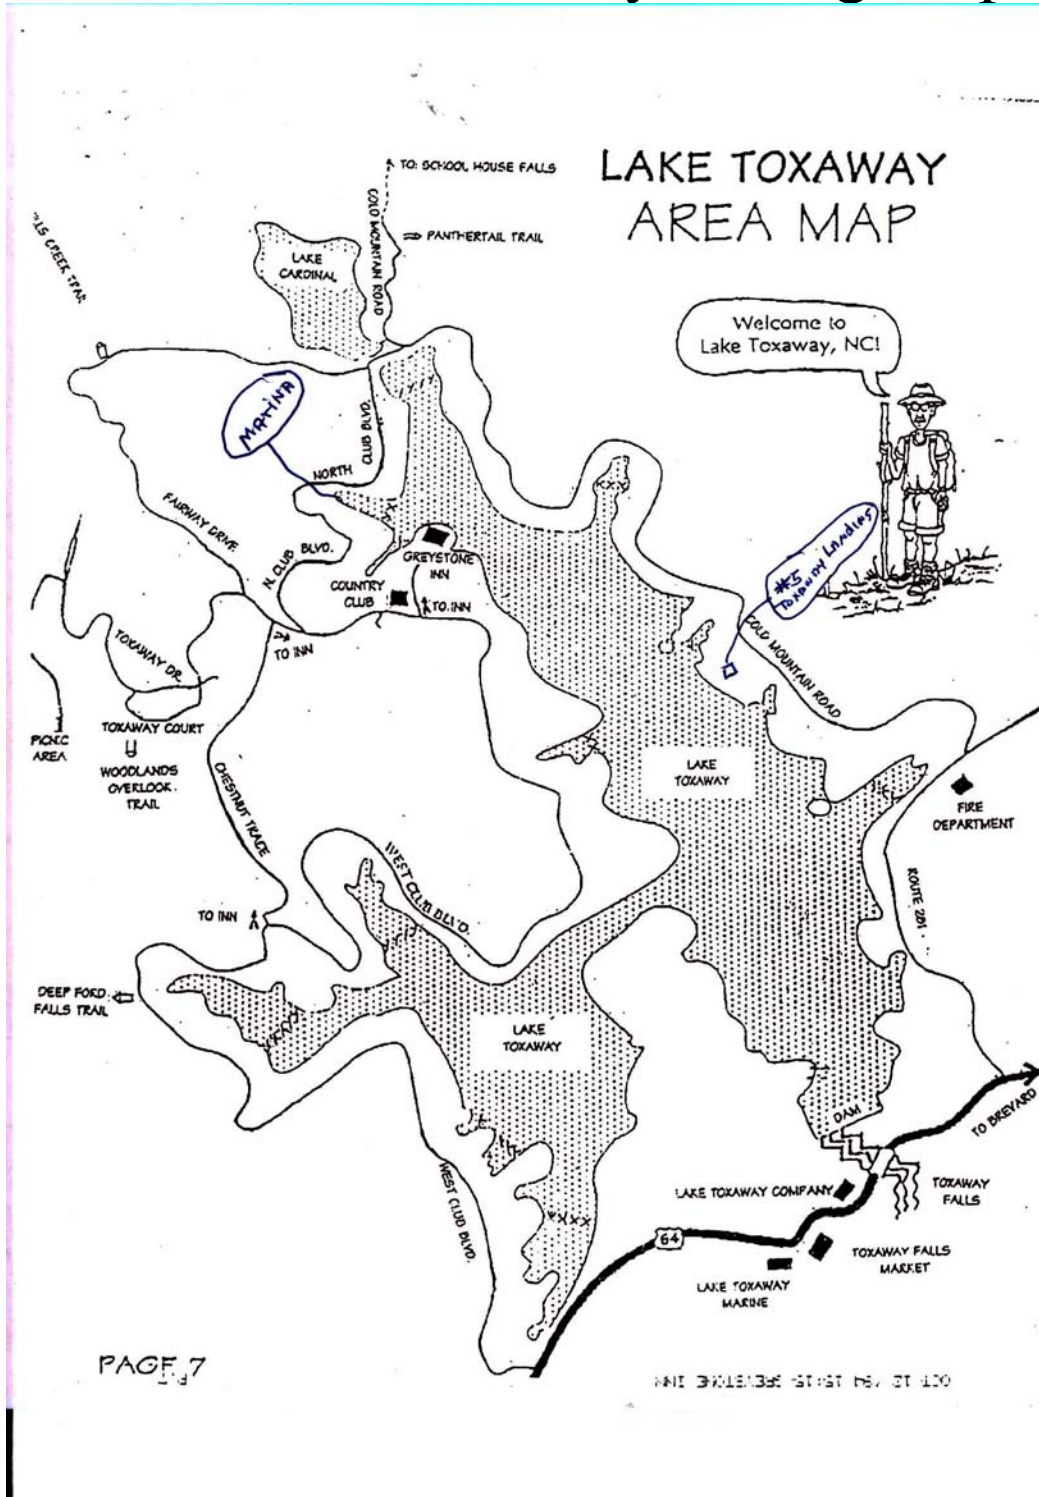 LAKE TOXAWAY
AREA MAP
TO: SCHOOL HOUSE FALLS
COLD MOUNTAIN ROAD
PANTHERTAIL TRAIL
LAKE
CARDINAL
CREEK
Welcome to
Lake Toxaway, NC!
MARINA
CLUB BLVD.
NORTH
FAIRWAY DRIVE
N. CLUB BLVD.
GREYSTONE
INN
COUNTRY
CLUB
TO INN
#5
TOXAWAY LANDING
TO INN
COLD MOUNTAIN ROAD
TOXAWAY DR.
TOXAWAY COURT
PICNIC
AREA
WOODLANDS
OVERLOOK
TRAIL
LAKE
TOXAWAY
CHESTNUT TRACE
FIRE
DEPARTMENT
WEST CLUB BLVD.
ROUTE 281
TO INN
DEEP FORD
FALLS TRAIL
LAKE
TOXAWAY
DAM
TO BREVARD
WEST CLUB BLVD.
LAKE TOXAWAY COMPANY
TOXAWAY
FALLS
64
TOXAWAY FALLS
MARKET
LAKE TOXAWAY
MARINE
PAGE 7